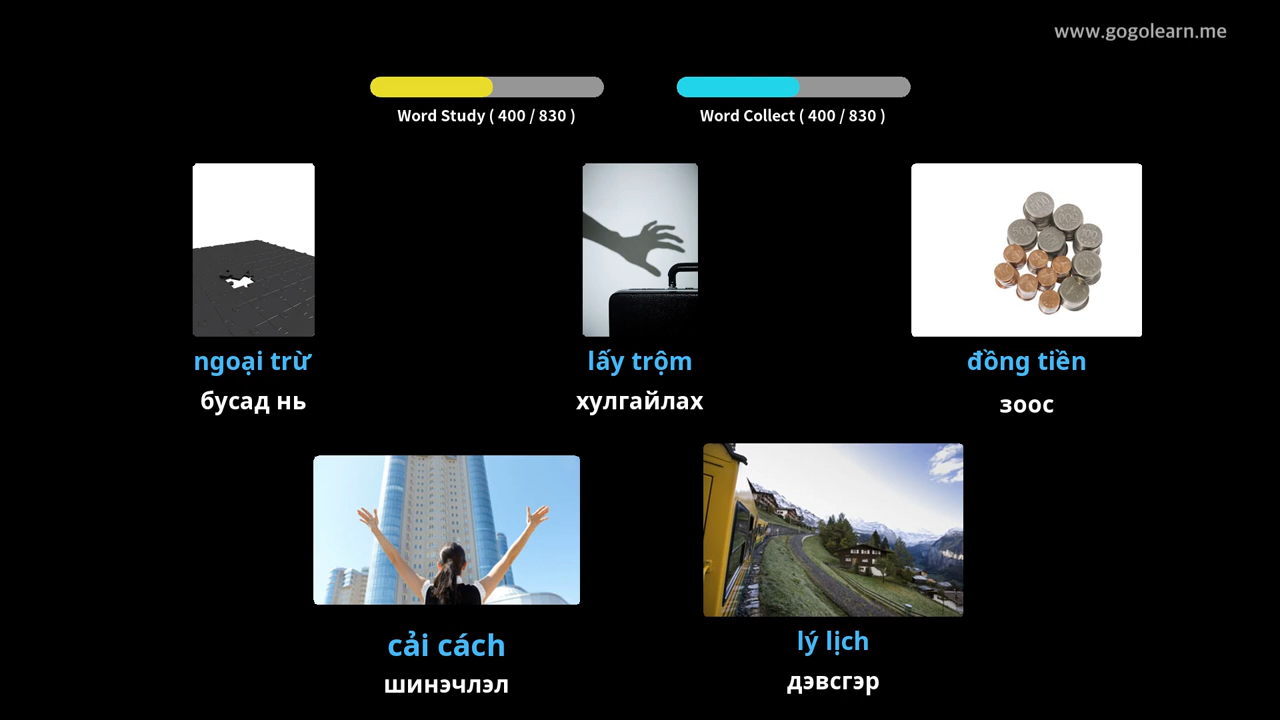 www.gogolearn.me
Word Study ( 400 / 830 )
Word Collect ( 400 / 830 )
ngoại trừ
бусад нь
lấy trộm
хулгайлах
đồng tiền
зоос
cải cách
шинэчлэл
lý lịch
дэвсгэр